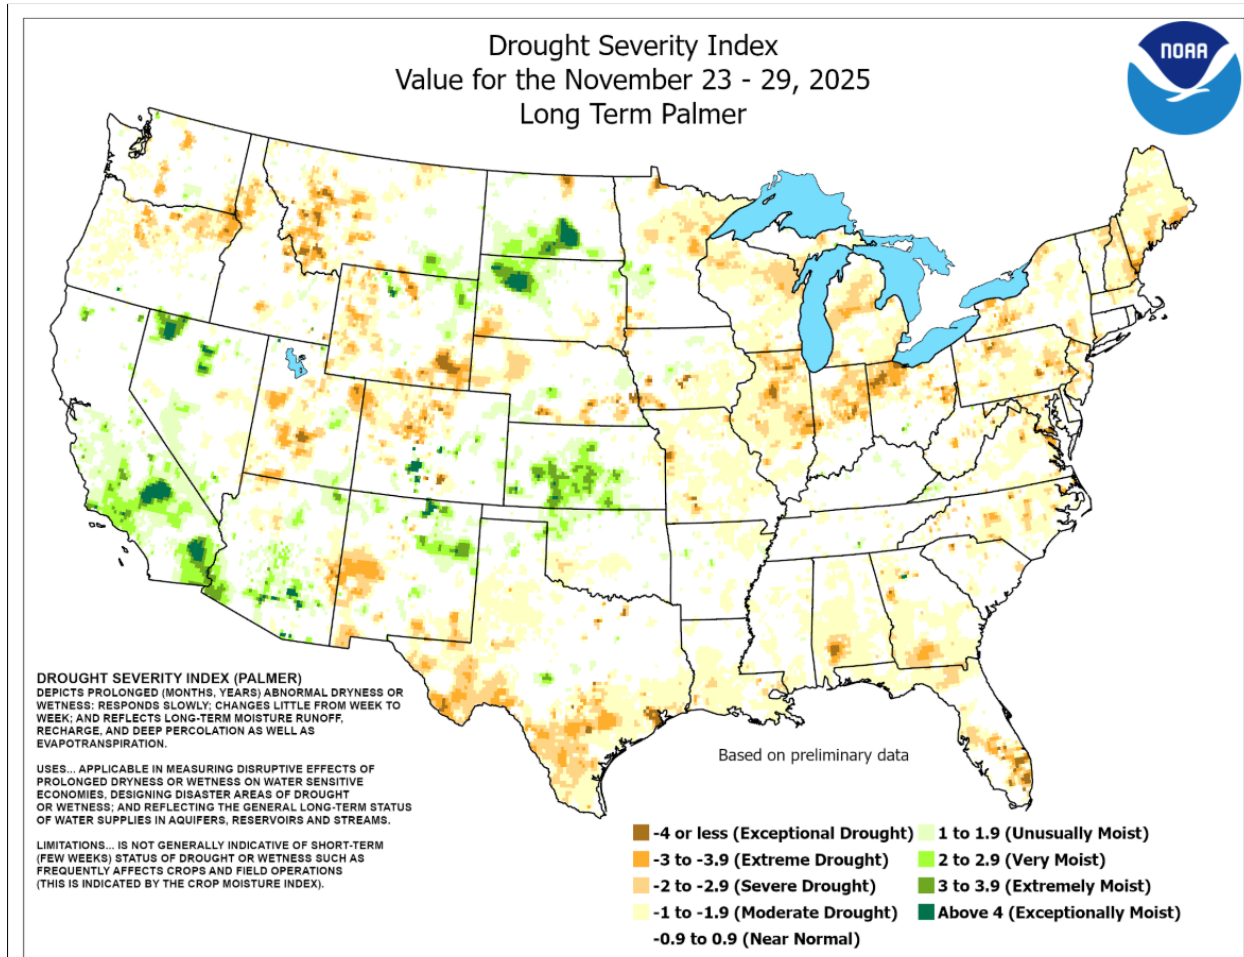 Drought Severity Index
Value for the November 23 - 29, 2025
Long Term Palmer
NOAA
DROUGHT SEVERITY INDEX (PALMER)
DEPICTS PROLONGED (MONTHS, YEARS) ABNORMAL DRYNESS OR
WETNESS: RESPONDS SLOWLY; CHANGES LITTLE FROM WEEK TO
WEEK; AND REFLECTS LONG-TERM MOISTURE RUNOFF,
RECHARGE, AND DEEP PERCOLATION AS WELL AS
EVAPOTRANSPIRATION.
USES... APPLICABLE IN MEASURING DISRUPTIVE EFFECTS OF
PROLONGED DRYNESS OR WETNESS ON WATER SENSITIVE
ECONOMIES, DESIGNING DISASTER AREAS OF DROUGHT
OR WETNESS; AND REFLECTING THE GENERAL LONG-TERM STATUS
OF WATER SUPPLIES IN AQUIFERS, RESERVOIRS AND STREAMS.
LIMITATIONS... IS NOT GENERALLY INDICATIVE OF SHORT-TERM
(FEW WEEKS) STATUS OF DROUGHT OR WETNESS SUCH AS
FREQUENTLY AFFECTS CROPS AND FIELD OPERATIONS
(THIS IS INDICATED BY THE CROP MOISTURE INDEX).
Based on preliminary data
-4 or less (Exceptional Drought)
-3 to -3.9 (Extreme Drought)
-2 to -2.9 (Severe Drought)
-1 to -1.9 (Moderate Drought)
-0.9 to 0.9 (Near Normal)
1 to 1.9 (Unusually Moist)
2 to 2.9 (Very Moist)
3 to 3.9 (Extremely Moist)
Above 4 (Exceptionally Moist)